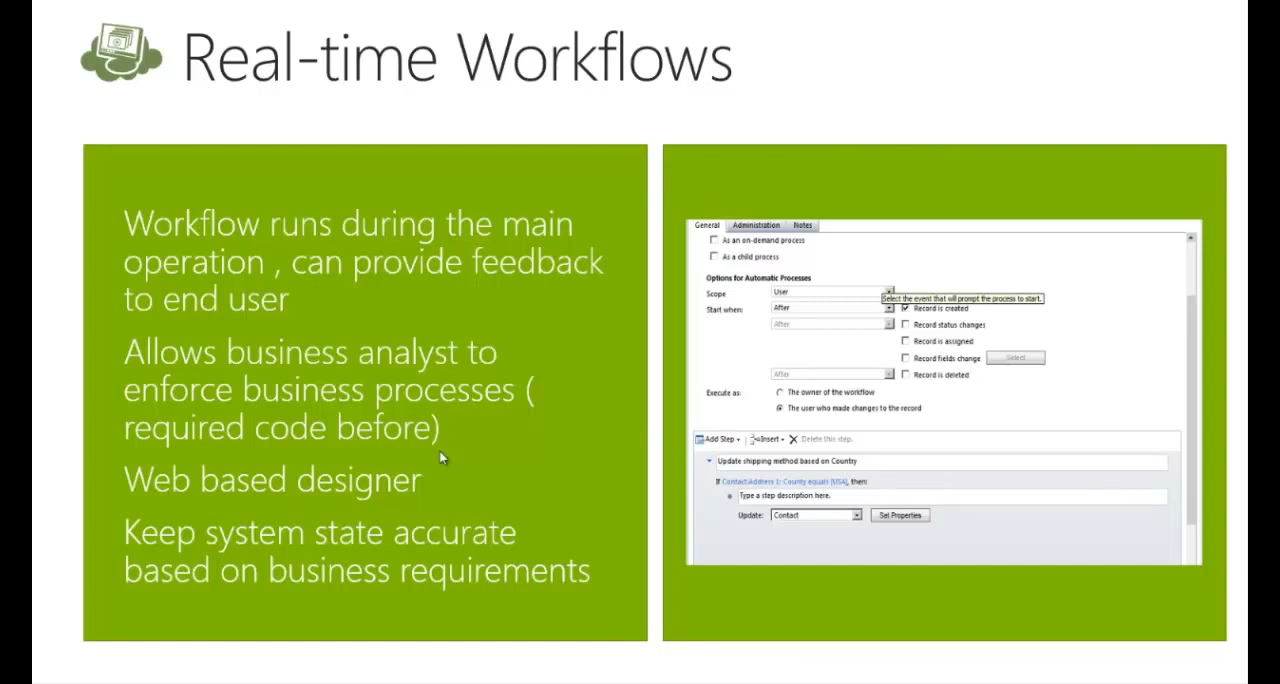 Real-time Workflows
Workflow runs during the main
operation , can provide feedback
to end user
Allows business analyst to
enforce business processes (
required code before)
Web based designer
Keep system state accurate
based on business requirements
General Administration Notes
As an on-demand process
As a child process
Options for Automatic Processes
Scope User
Select the event that will prompt the process to start.
Start when: After Record is created
After Record status changes
Record is assigned
Record fields change Select
After Record is deleted
Execute as: The owner of the workflow
The user who made changes to the record
Add Step Insert Delete this step.
Update shipping method based on Country
If Contact:Address 1: County equals [USA], then:
Type a step description here.
Update: Contact Set Properties